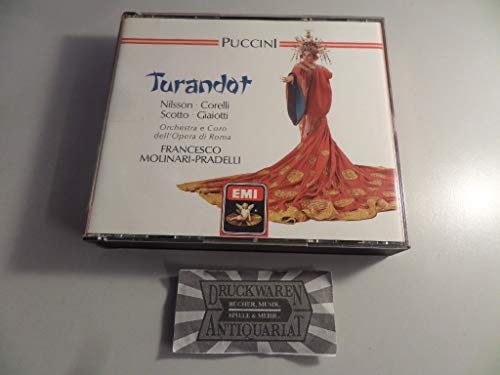 PUCCINI
Turandot
Nilsson · Corelli
Scotto · Giaiotti
Orchestra e Coro
dell'Opera di Roma
FRANCESCO
MOLINARI-PRADELLI
EMI
DRUCKWAREN
BÜCHER, MUSIK,
SPIELE & MEHR...
ANTIQUARIAT